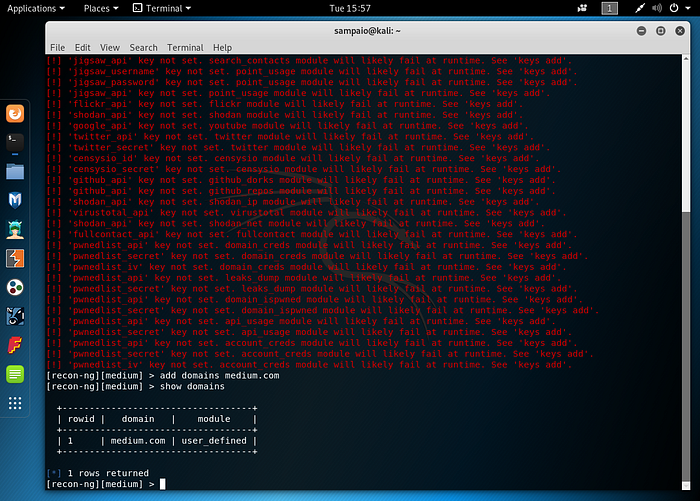 Applications Places Terminal Tue 15:57 1
sampaio@kali: ~
File Edit View Search Terminal Help
[!] 'jigsaw_api' key not set. search_contacts module will likely fail at runtime. See 'keys add'.
[!] 'jigsaw_username' key not set. point_usage module will likely fail at runtime. See 'keys add'.
[!] 'jigsaw_password' key not set. point_usage module will likely fail at runtime. See 'keys add'.
[!] 'jigsaw_api' key not set. point_usage module will likely fail at runtime. See 'keys add'.
[!] 'flickr_api' key not set. flickr module will likely fail at runtime. See 'keys add'.
[!] 'shodan_api' key not set. shodan module will likely fail at runtime. See 'keys add'.
[!] 'google_api' key not set. youtube module will likely fail at runtime. See 'keys add'.
[!] 'twitter_api' key not set. twitter module will likely fail at runtime. See 'keys add'.
[!] 'twitter_secret' key not set. twitter module will likely fail at runtime. See 'keys add'.
[!] 'censysio_id' key not set. censysio module will likely fail at runtime. See 'keys add'.
[!] 'censysio_secret' key not set. censysio module will likely fail at runtime. See 'keys add'.
[!] 'github_api' key not set. github_dorks module will likely fail at runtime. See 'keys add'.
[!] 'github_api' key not set. github_repos module will likely fail at runtime. See 'keys add'.
[!] 'shodan_api' key not set. shodan_ip module will likely fail at runtime. See 'keys add'.
[!] 'virustotal_api' key not set. virustotal module will likely fail at runtime. See 'keys add'.
[!] 'shodan_api' key not set. shodan_net module will likely fail at runtime. See 'keys add'.
[!] 'fullcontact_api' key not set. fullcontact module will likely fail at runtime. See 'keys add'.
[!] 'pwnedlist_api' key not set. domain_creds module will likely fail at runtime. See 'keys add'.
[!] 'pwnedlist_secret' key not set. domain_creds module will likely fail at runtime. See 'keys add'.
[!] 'pwnedlist_iv' key not set. domain_creds module will likely fail at runtime. See 'keys add'.
[!] 'pwnedlist_api' key not set. leaks_dump module will likely fail at runtime. See 'keys add'.
[!] 'pwnedlist_secret' key not set. leaks_dump module will likely fail at runtime. See 'keys add'.
[!] 'pwnedlist_api' key not set. domain_ispwned module will likely fail at runtime. See 'keys add'.
[!] 'pwnedlist_secret' key not set. domain_ispwned module will likely fail at runtime. See 'keys add'.
[!] 'pwnedlist_api' key not set. api_usage module will likely fail at runtime. See 'keys add'.
[!] 'pwnedlist_secret' key not set. api_usage module will likely fail at runtime. See 'keys add'.
[!] 'pwnedlist_api' key not set. account_creds module will likely fail at runtime. See 'keys add'.
[!] 'pwnedlist_secret' key not set. account_creds module will likely fail at runtime. See 'keys add'.
[!] 'pwnedlist_iv' key not set. account_creds module will likely fail at runtime. See 'keys add'.
[recon-ng][medium] > add domains medium.com
[recon-ng][medium] > show domains
+-----------------------------------+
| rowid | domain | module |
+-----------------------------------+
| 1 | medium.com | user_defined |
+-----------------------------------+
[*] 1 rows returned
[recon-ng][medium] >